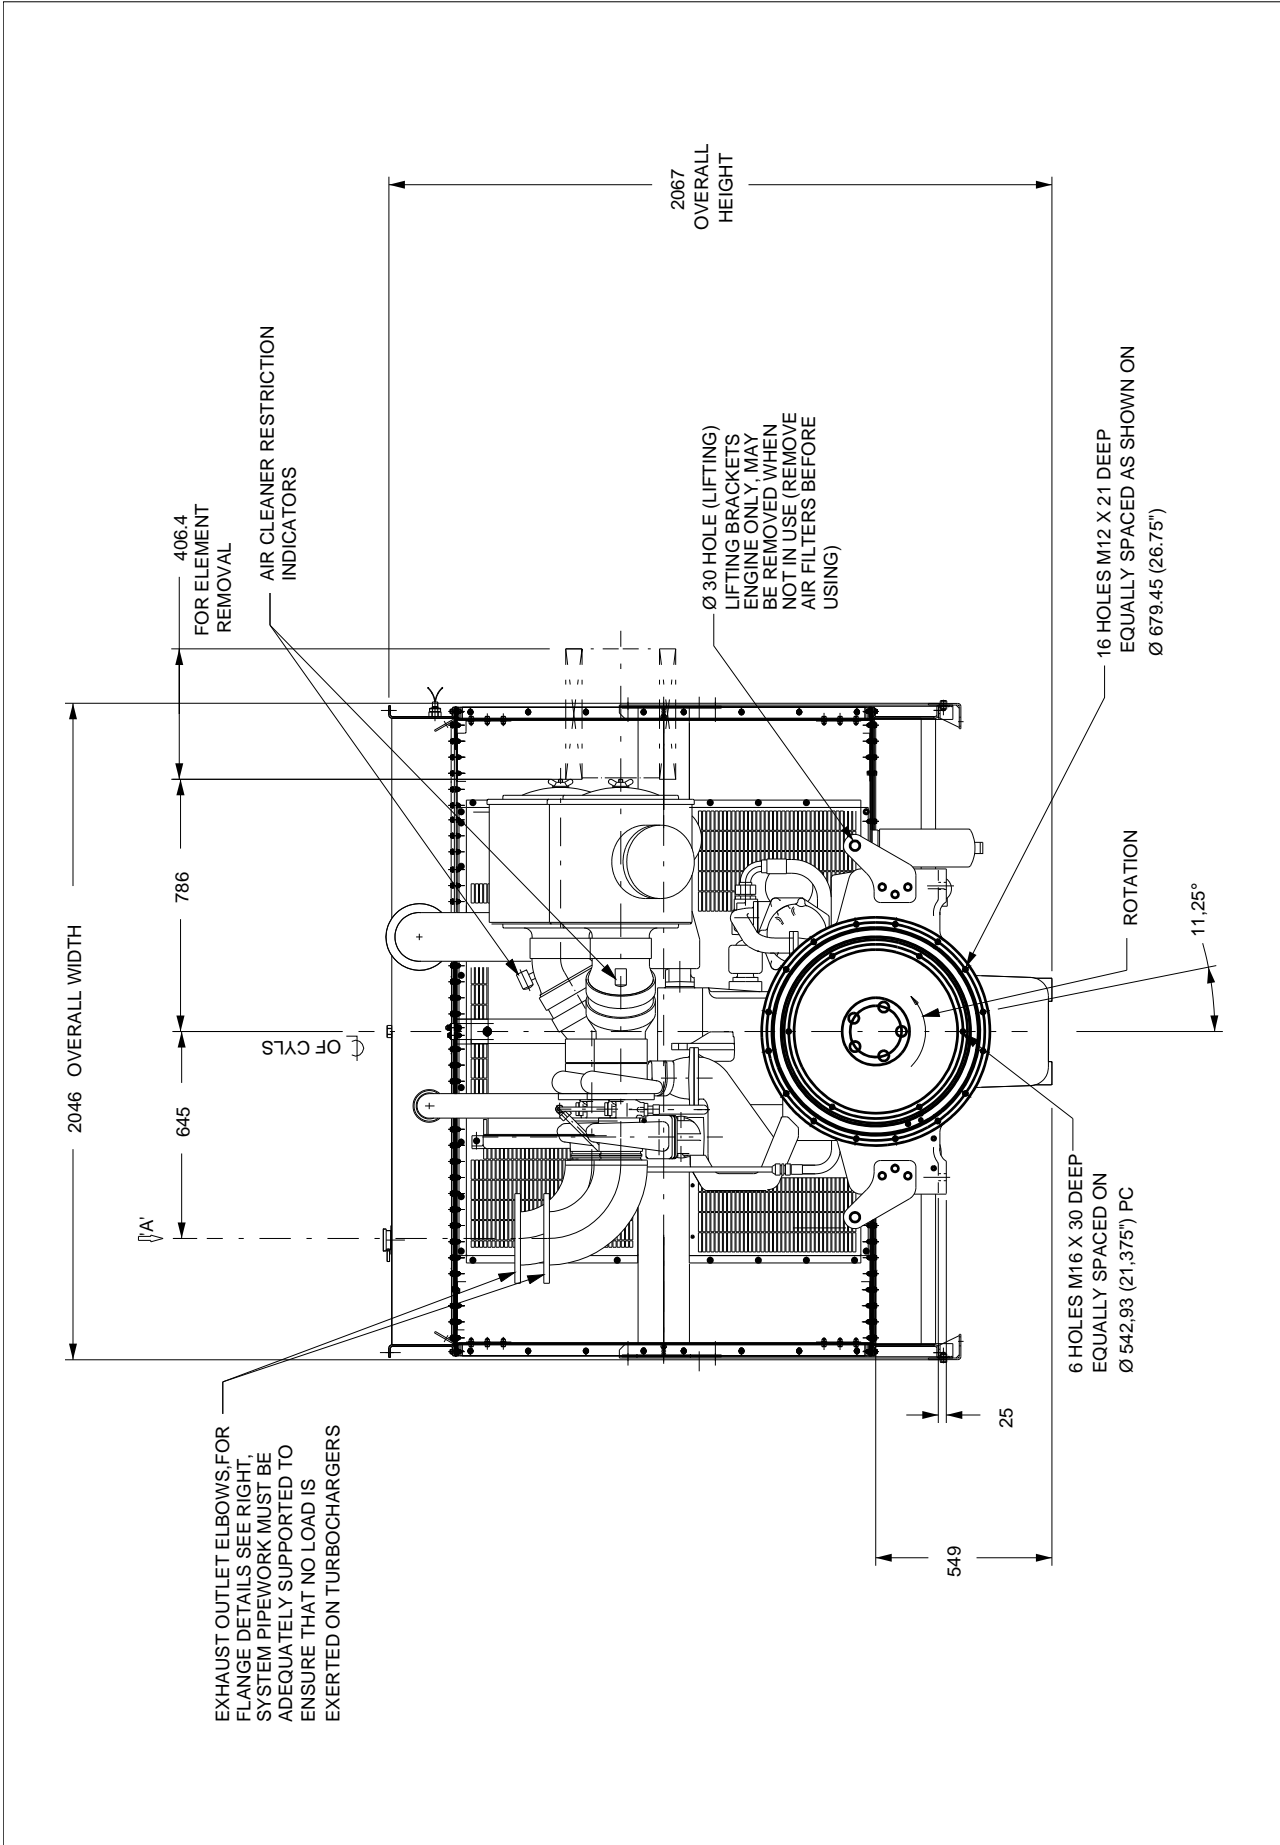 2046  OVERALL WIDTH
645
786
406.4
FOR ELEMENT
REMOVAL
'A'
EXHAUST OUTLET ELBOWS,FOR
FLANGE DETAILS SEE RIGHT,
SYSTEM PIPEWORK MUST BE
ADEQUATELY SUPPORTED TO
ENSURE THAT NO LOAD IS
EXERTED ON TURBOCHARGERS
OF CYLS
AIR CLEANER RESTRICTION
INDICATORS
2067
OVERALL
HEIGHT
Ø 30 HOLE (LIFTING)
LIFTING BRACKETS
ENGINE ONLY, MAY
BE REMOVED WHEN
NOT IN USE (REMOVE
AIR FILTERS BEFORE
USING)
549
25
6 HOLES M16 X 30 DEEP
EQUALLY SPACED ON
Ø 542,93 (21,375") PC
ROTATION
11,25°
16 HOLES M12 X 21 DEEP
EQUALLY SPACED AS SHOWN ON
Ø 679.45 (26.75")